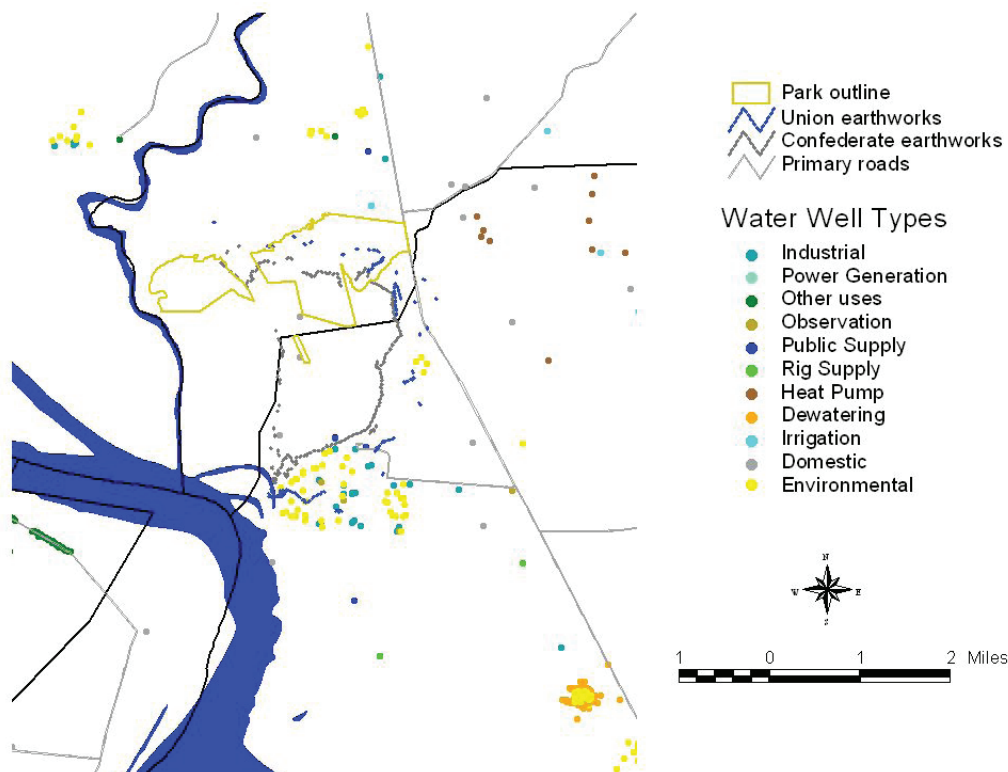 Park outline
Union earthworks
Confederate earthworks
Primary roads
Water Well Types
Industrial
Power Generation
Other uses
Observation
Public Supply
Rig Supply
Heat Pump
Dewatering
Irrigation
Domestic
Environmental
N
W E
S
1 0 1 2 Miles